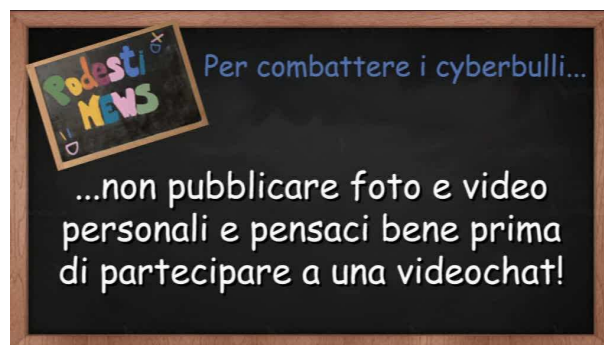 Podesti
NEWS
Per combattere i cyberbulli...
...non pubblicare foto e video
personali e pensaci bene prima
di partecipare a una videochat!